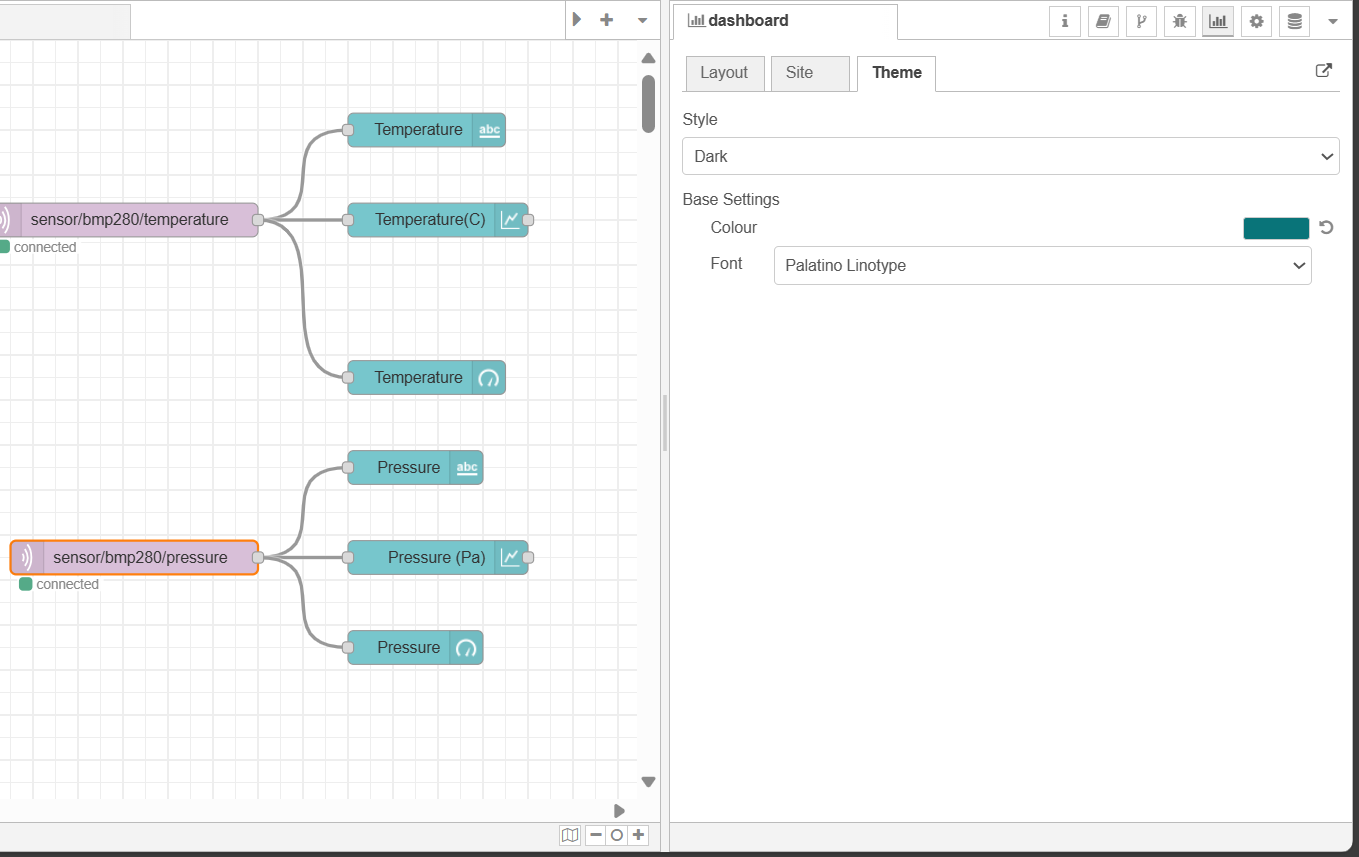 Temperature abc
sensor/bmp280/temperature
Temperature(C)
connected
Temperature
Pressure abc
sensor/bmp280/pressure
Pressure (Pa)
connected
Pressure
dashboard
Layout
Site
Theme
Style
Dark
Base Settings
Colour
Font
Palatino Linotype